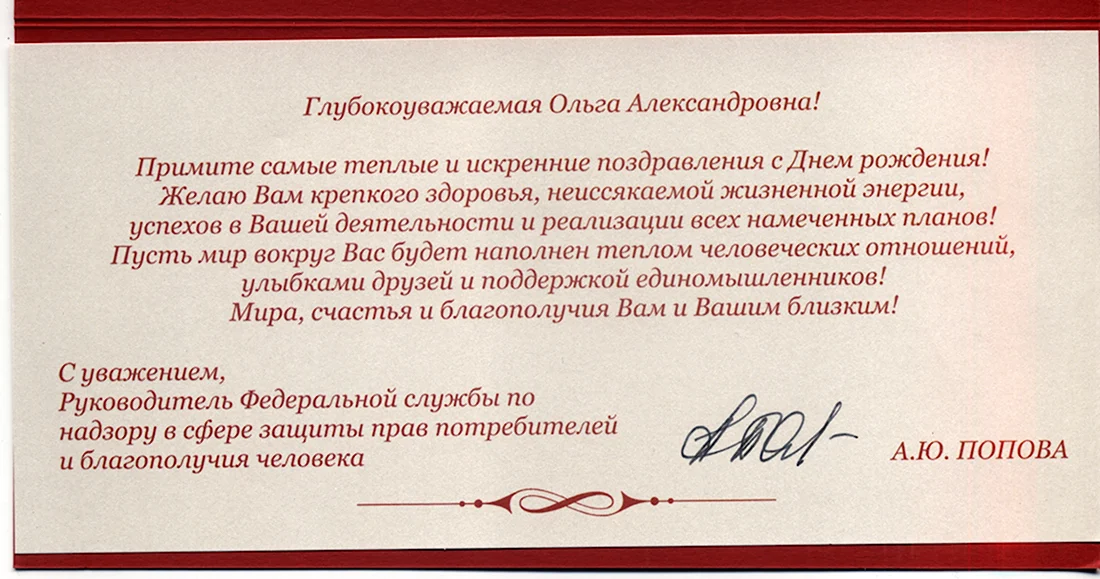 Глубокоуважаемая Ольга Александровна!
Примите самые теплые и искренние поздравления с Днем рождения!
Желаю Вам крепкого здоровья, неиссякаемой жизненной энергии,
успехов в Вашей деятельности и реализации всех намеченных планов!
Пусть мир вокруг Вас будет наполнен теплом человеческих отношений,
улыбками друзей и поддержкой единомышленников!
Мира, счастья и благополучия Вам и Вашим близким!
С уважением,
Руководитель Федеральной службы по
надзору в сфере защиты прав потребителей
и благополучия человека
А.Ю. ПОПОВА